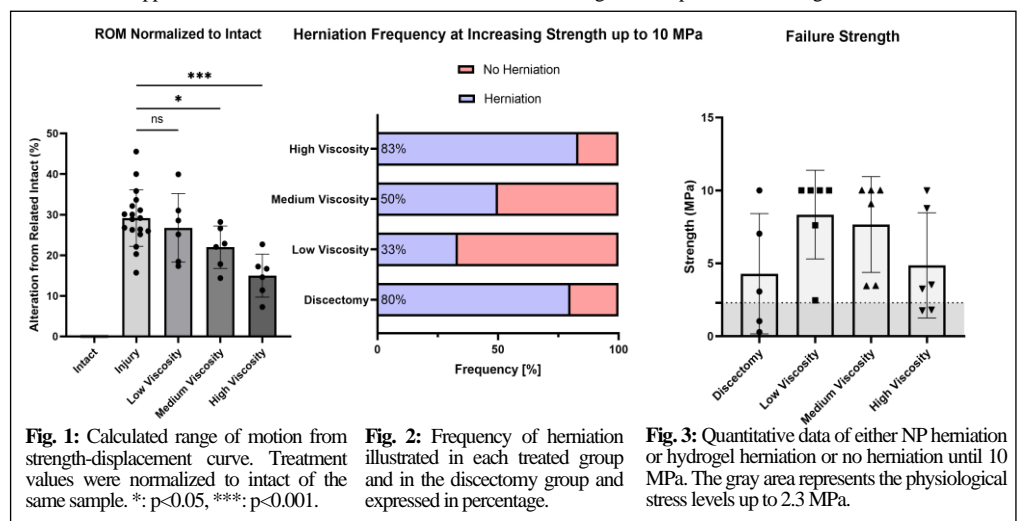 ROM Normalized to Intact
***
*
ns
Alteration from Related Intact (%)
50
40
30
20
10
0
Intact
Injury
Low Viscosity
Medium Viscosity
High Viscosity
Herniation Frequency at Increasing Strength up to 10 MPa
No Herniation
Herniation
High Viscosity
83%
Medium Viscosity
50%
Low Viscosity
33%
Discectomy
80%
0
50
100
Frequency [%]
Failure Strength
Strength (MPa)
15
10
5
0
Discectomy
Low Viscosity
Medium Viscosity
High Viscosity
Fig. 1: Calculated range of motion from
strength-displacement curve. Treatment
values were normalized to intact of the
same sample. *: p<0.05, ***: p<0.001.
Fig. 2: Frequency of herniation
illustrated in each treated group
and in the discectomy group and
expressed in percentage.
Fig. 3: Quantitative data of either NP herniation
or hydrogel herniation or no herniation until 10
MPa. The gray area represents the physiological
stress levels up to 2.3 MPa.